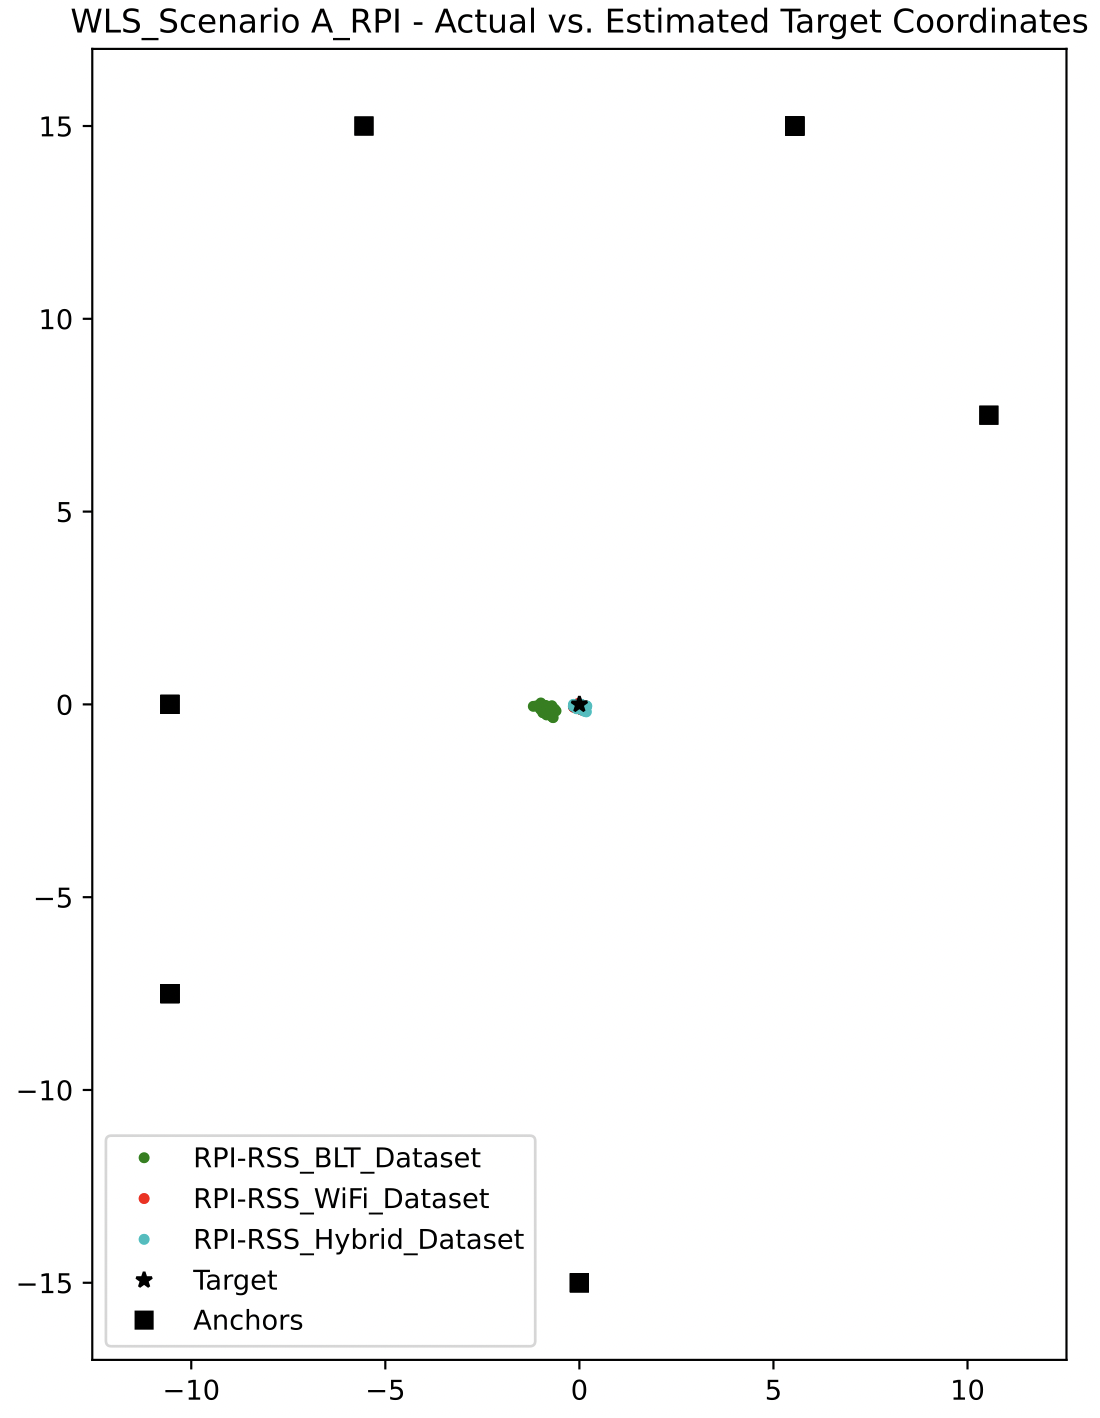 WLS_Scenario A_RPI - Actual vs. Estimated Target Coordinates
15
10
5
0
−5
−10
−15
RPI-RSS_BLT_Dataset
RPI-RSS_WiFi_Dataset
RPI-RSS_Hybrid_Dataset
Target
Anchors
−10 −5 0 5 10